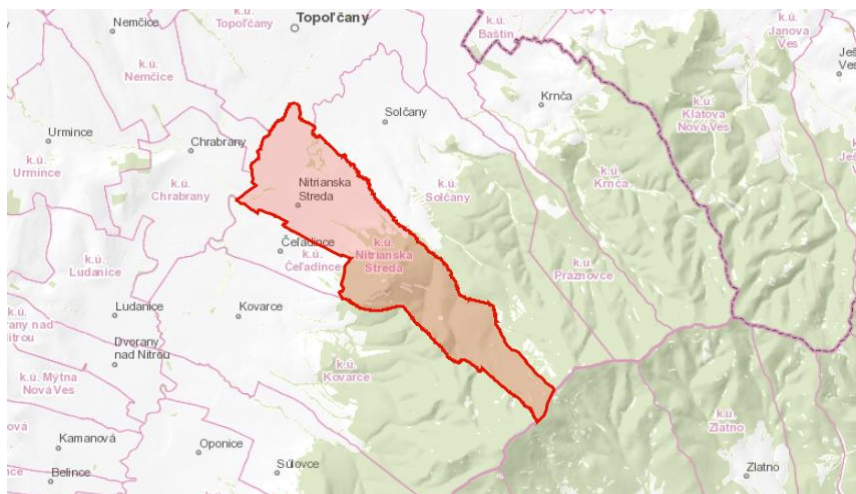 Nemčice
k.ú.
Topoľčany
Topoľčany
k.ú.
Baštín
k.ú.
Janova
Ves
k.ú.
Nemčice
Krnča
Solčany
k.ú.
Klatova
Nová Ves
Urmince
Chrabrany
k.ú.
Urmince
k.ú.
Chrabrany
Nitrianska
Streda
k.ú.
Solčany
k.ú.
Krnča
Čeľadince
k.ú.
Čeľadince
k.ú.
Nitrianska
Streda
k.ú.
Ludanice
k.ú.
Práznovce
Ludanice
Kovarce
k.ú.
Dvorany
nad Nitrou
k.ú. Mýtna
Nová Ves
k.ú.
Kovarce
k.ú.
Zlatno
Kamanová
Oponice
Súlovce
Belince
Zlatno